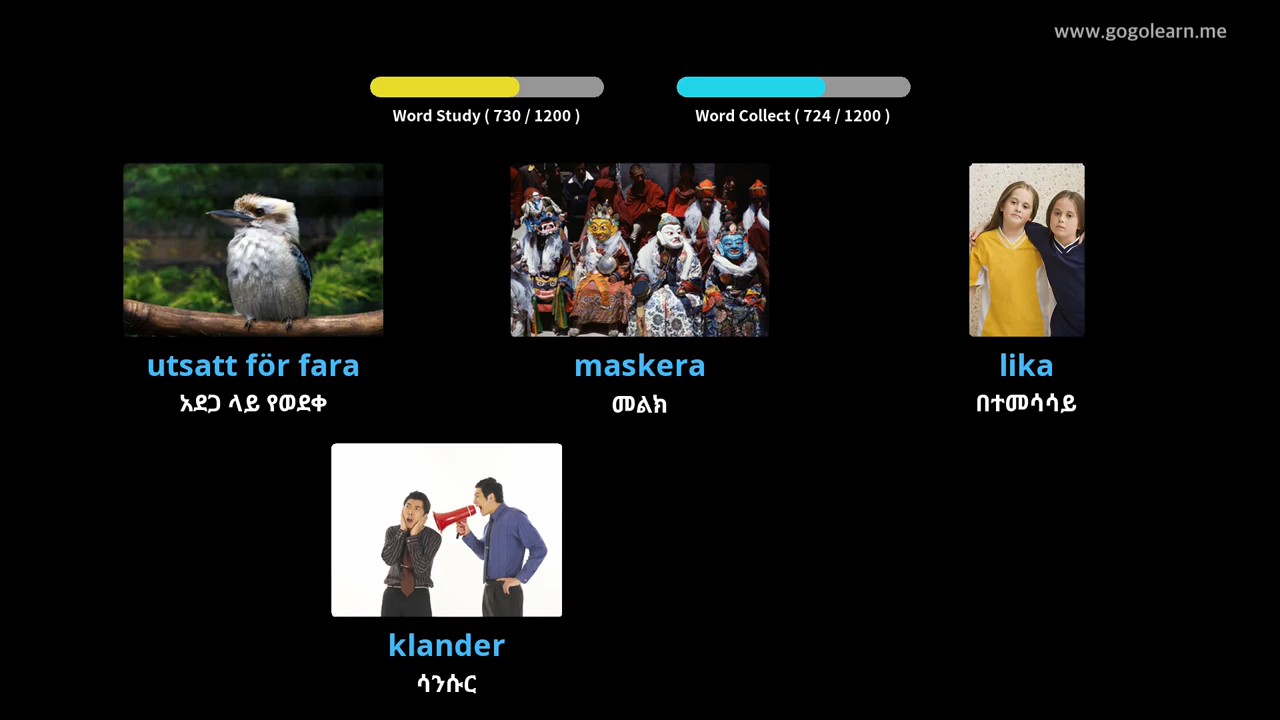 www.gogolearn.me
Word Study ( 730 / 1200 )
Word Collect ( 724 / 1200 )
utsatt för fara
አደጋ ላይ የወደቀ
maskera
መልክ
lika
በተመሳሳይ
klander
ሳንሱር